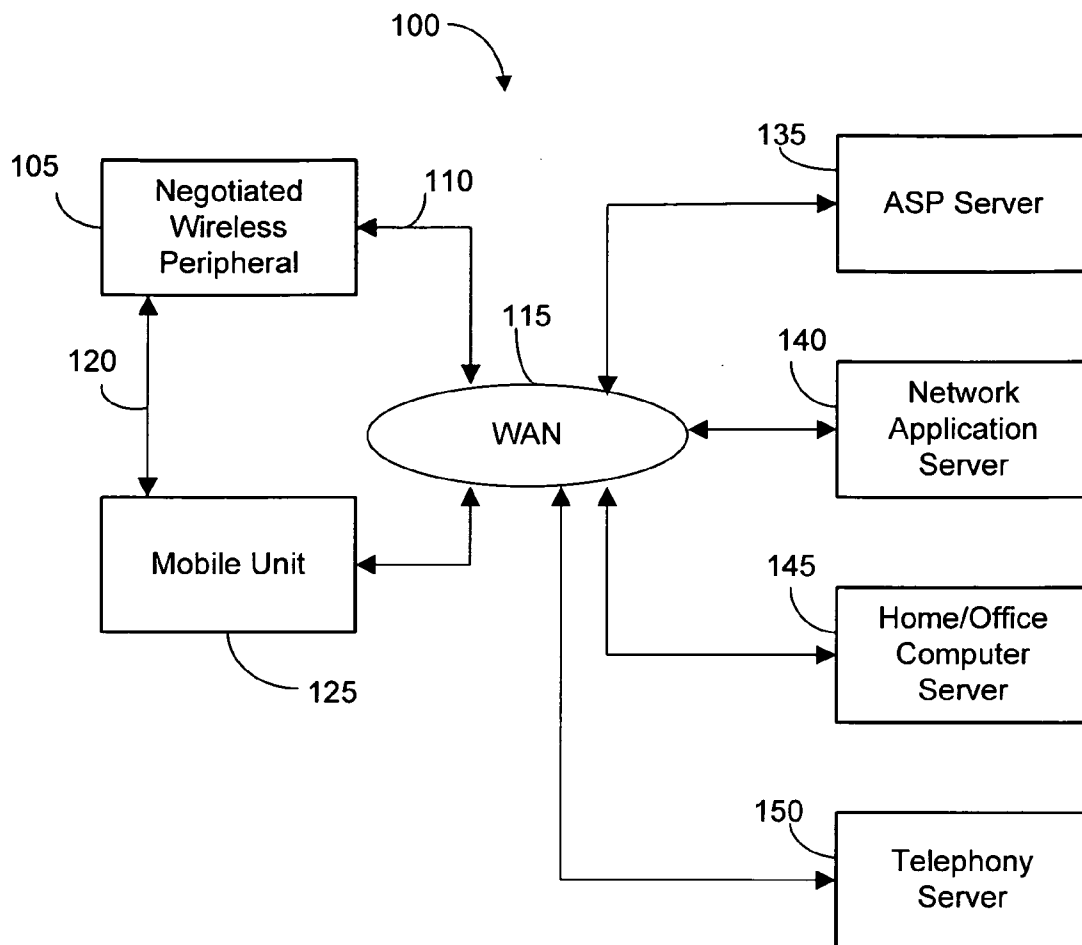 100
105
Negotiated
Wireless
Peripheral
110
135
ASP Server
120
115
WAN
140
Network
Application
Server
Mobile Unit
125
145
Home/Office
Computer
Server
150
Telephony
Server